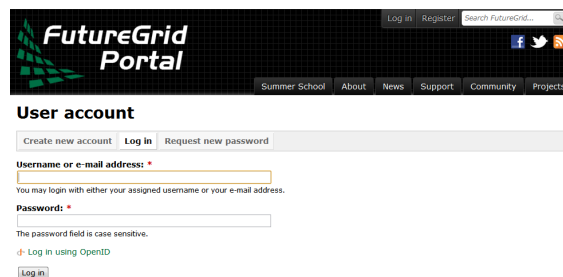 Log in Register Search FutureGrid...
FutureGrid
Portal
Summer School About News Support Community Projects
User account
Create new account Log in Request new password
Username or e-mail address: *
You may login with either your assigned username or your e-mail address.
Password: *
The password field is case sensitive.
Log in using OpenID
Log in